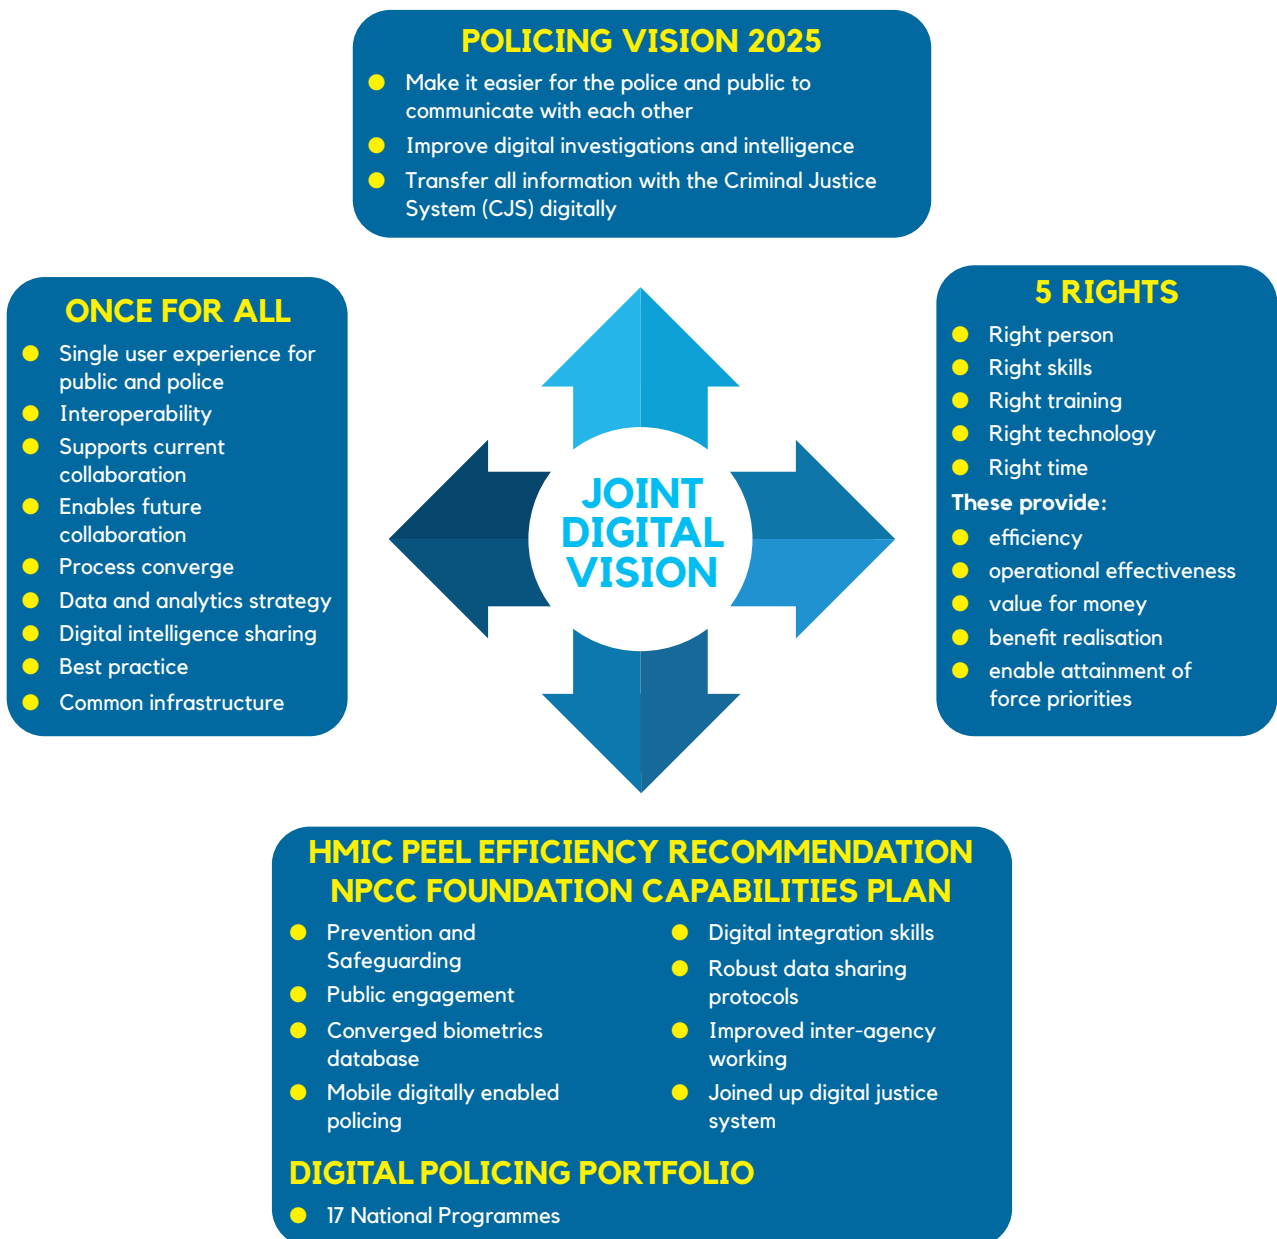 POLICING VISION 2025
Make it easier for the police and public to
communicate with each other
Improve digital investigations and intelligence
Transfer all information with the Criminal Justice
System (CJS) digitally
ONCE FOR ALL
Single user experience for
public and police
Interoperability
Supports current
collaboration
Enables future
collaboration
Process converge
Data and analytics strategy
Digital intelligence sharing
Best practice
Common infrastructure
JOINT
DIGITAL
VISION
5 RIGHTS
Right person
Right skills
Right training
Right technology
Right time
These provide:
efficiency
operational effectiveness
value for money
benefit realisation
enable attainment of
force priorities
HMIC PEEL EFFICIENCY RECOMMENDATION
NPCC FOUNDATION CAPABILITIES PLAN
Prevention and
Safeguarding
Public engagement
Converged biometrics
database
Mobile digitally enabled
policing
Digital integration skills
Robust data sharing
protocols
Improved inter-agency
working
Joined up digital justice
system
DIGITAL POLICING PORTFOLIO
17 National Programmes